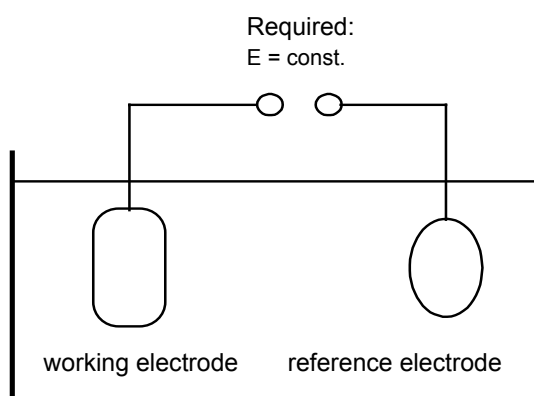 Required:
E = const.
working electrode
reference electrode